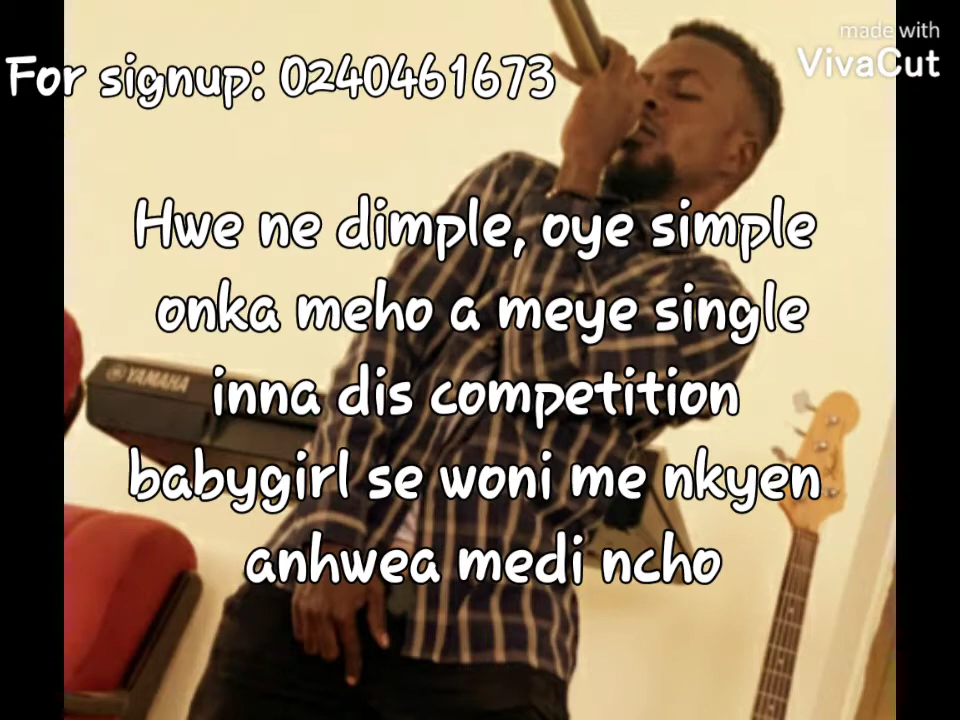 made with
VivaCut
For signup: 0240461673
Hwe ne dimple, oye simple
onka meho a meye single
inna dis competition
babygirl se woni me nkyen
anhwea medi ncho
YAMAHA